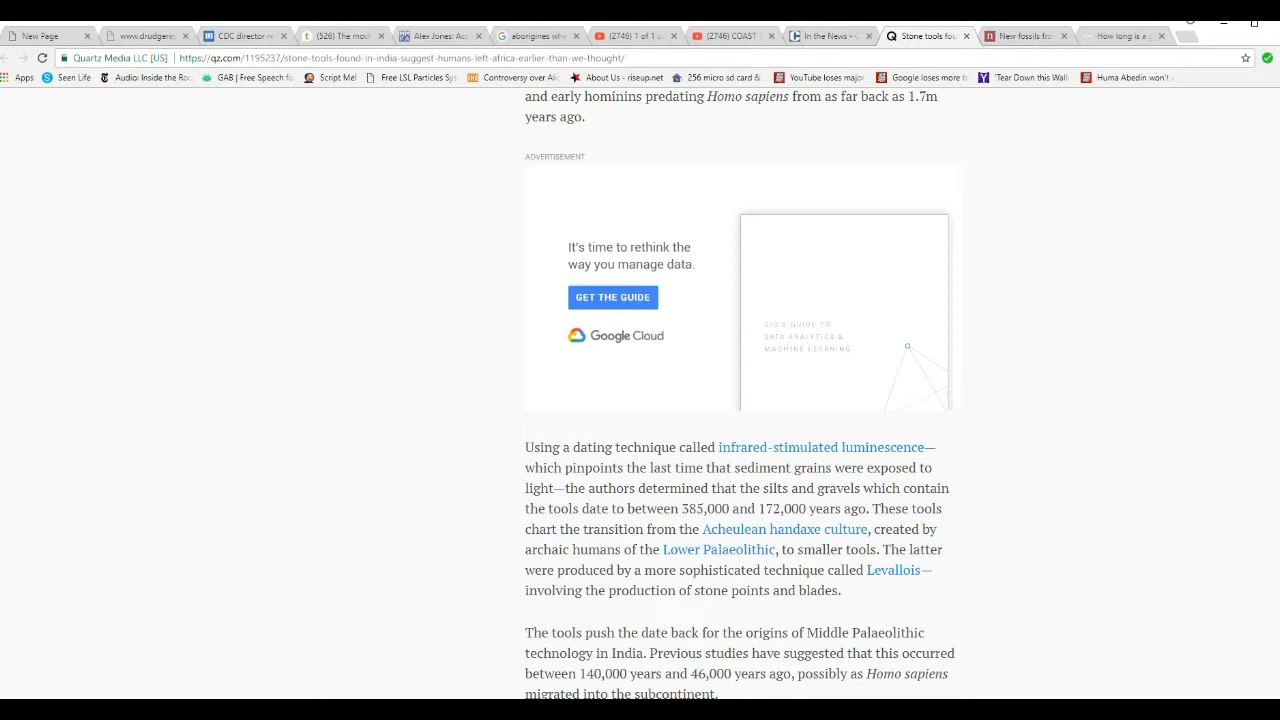 New Page
www.drudgere
CDC director re
(526) The mod
Alex Jones: Acc
aborigines whe
(2746) 1 of 1 u
(2746) COAST
In the News - C
Stone tools fou
New fossils from
How long is a g
Quartz Media LLC [US]
https://qz.com/1195237/stone-tools-found-in-india-suggest-humans-left-africa-earlier-than-we-thought/
Apps
Seen Life
Audio: Inside the Roc
GAB | Free Speech fo
Script Me!
Free LSL Particles Sy
Controversy over Ali
About Us - riseup.net
256 micro sd card &
YouTube loses major
Google loses more t
'Tear Down this Wall
Huma Abedin won't
and early hominins predating Homo sapiens from as far back as 1.7m
years ago.
ADVERTISEMENT
It's time to rethink the
way you manage data.
GET THE GUIDE
Google Cloud
CIO'S GUIDE TO
DATA ANALYTICS &
MACHINE LEARNING
Using a dating technique called infrared-stimulated luminescence—
which pinpoints the last time that sediment grains were exposed to
light—the authors determined that the silts and gravels which contain
the tools date to between 385,000 and 172,000 years ago. These tools
chart the transition from the Acheulean handaxe culture, created by
archaic humans of the Lower Palaeolithic, to smaller tools. The latter
were produced by a more sophisticated technique called Levallois—
involving the production of stone points and blades.
The tools push the date back for the origins of Middle Palaeolithic
technology in India. Previous studies have suggested that this occurred
between 140,000 years and 46,000 years ago, possibly as Homo sapiens
migrated into the subcontinent.